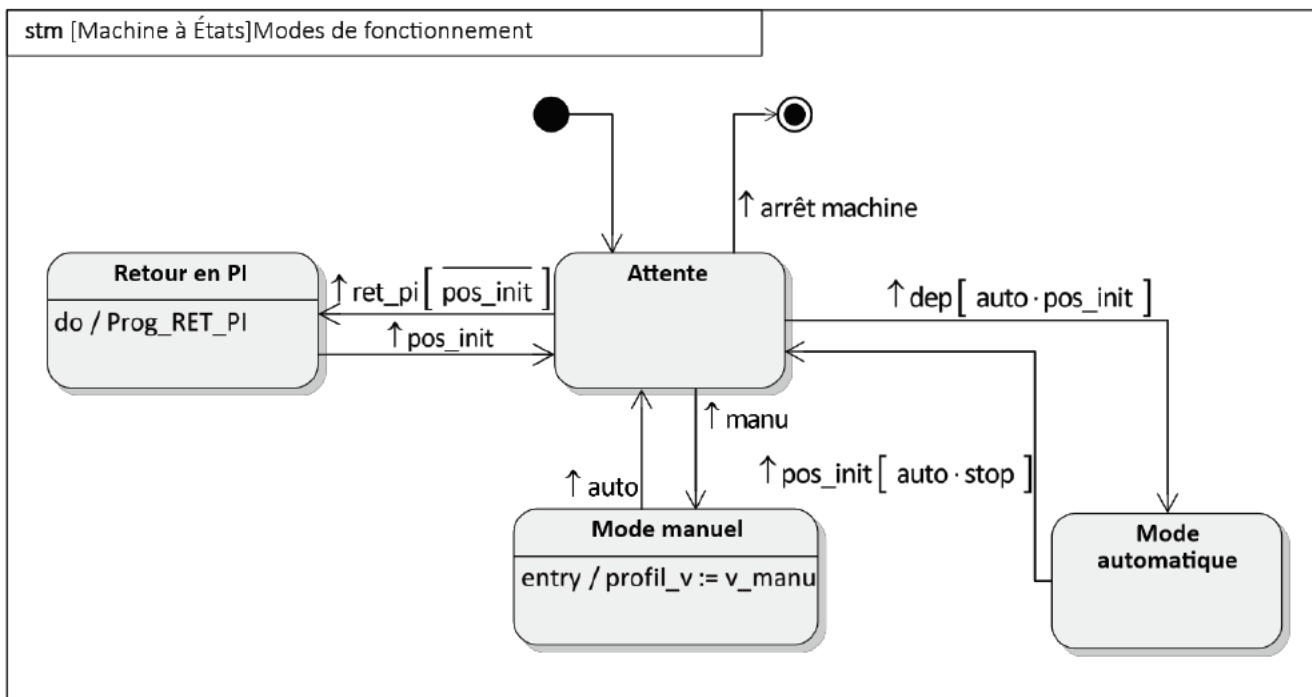 stm [Machine à États]Modes de fonctionnement
↑ arrêt machine
Retour en PI
do / Prog_RET_PI
↑ ret_pi [ \overline{pos_init} ]
↑ pos_init
Attente
↑ dep [ auto · pos_init ]
↑ manu
↑ auto
↑ pos_init [ auto · stop ]
Mode manuel
entry / profil_v := v_manu
Mode
automatique